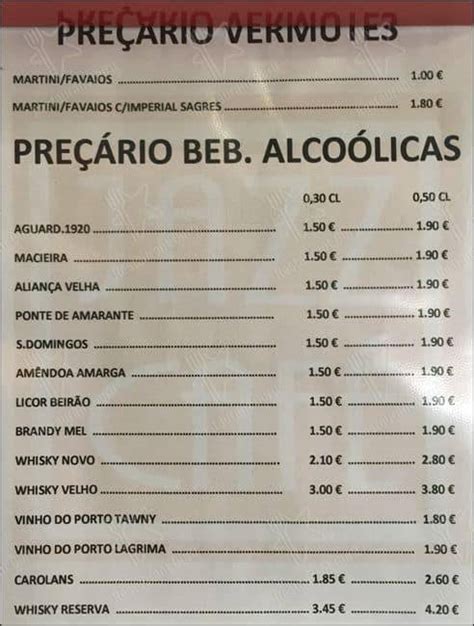 PREÇÁRIO VERMOTES
MARTINI/FAVAIOS 1.00 €
MARTINI/FAVAIOS C/IMPERIAL SAGRES 1.80 €
PREÇÁRIO BEB. ALCOÓLICAS
0,30 CL 0,50 CL
AGUARD.1920 1.50 € 1.90 €
MACIEIRA 1.50 € 1.90 €
ALIANÇA VELHA 1.50 € 1.90 €
PONTE DE AMARANTE 1.50 € 1.90 €
S.DOMINGOS 1.50 € 1.90 €
AMÊNDOA AMARGA 1.50 € 1.90 €
LICOR BEIRÃO 1.50 € 1.90 €
BRANDY MEL 1.50 € 1.90 €
WHISKY NOVO 2.10 € 2.80 €
WHISKY VELHO 3.00 € 3.80 €
VINHO DO PORTO TAWNY 1.80 €
VINHO DO PORTO LAGRIMA 1.90 €
CAROLANS 1.85 € 2.60 €
WHISKY RESERVA 3.45 € 4.20 €
JAZZ
CAFÉ